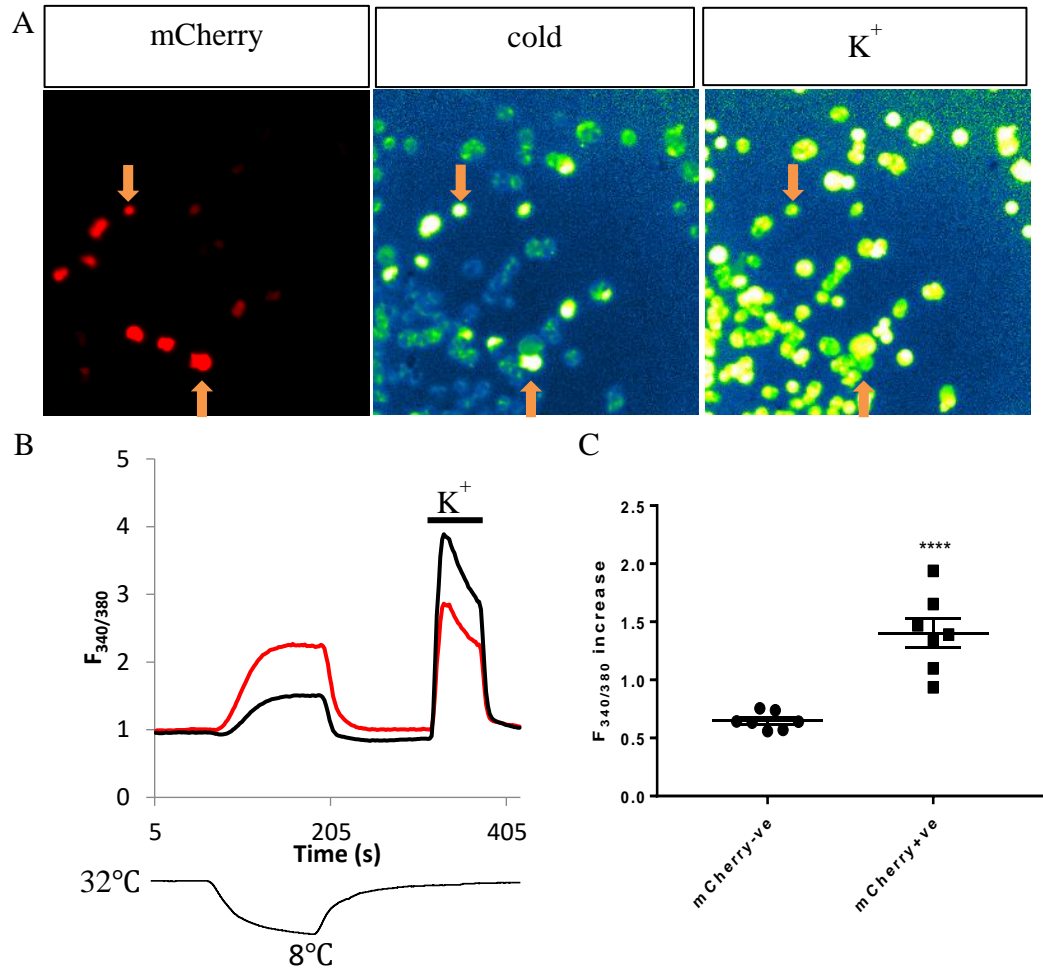 A
mCherry
cold
K+
B
5
4
3
2
1
0
F340/380
K+
5
205
405
Time (s)
32°C
8°C
C
2.5
2.0
1.5
1.0
0.5
0.0
F 340/380 increase
****
mCherry-ve
mCherry+ve